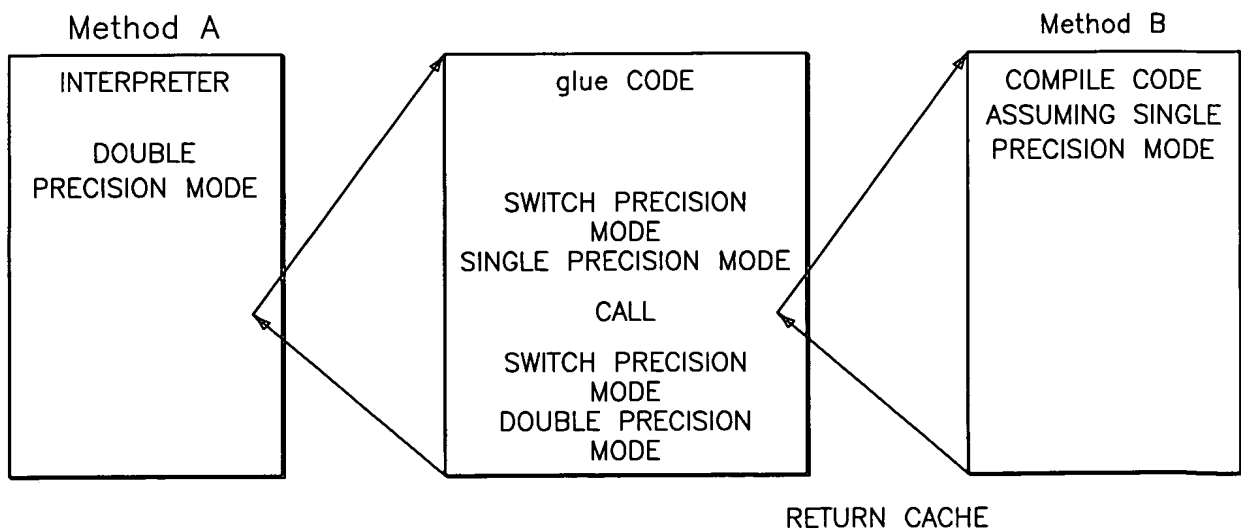 Method A
INTERPRETER
DOUBLE
PRECISION MODE
glue CODE
SWITCH PRECISION
MODE
SINGLE PRECISION MODE
CALL
SWITCH PRECISION
MODE
DOUBLE PRECISION
MODE
Method B
COMPILE CODE
ASSUMING SINGLE
PRECISION MODE
RETURN CACHE